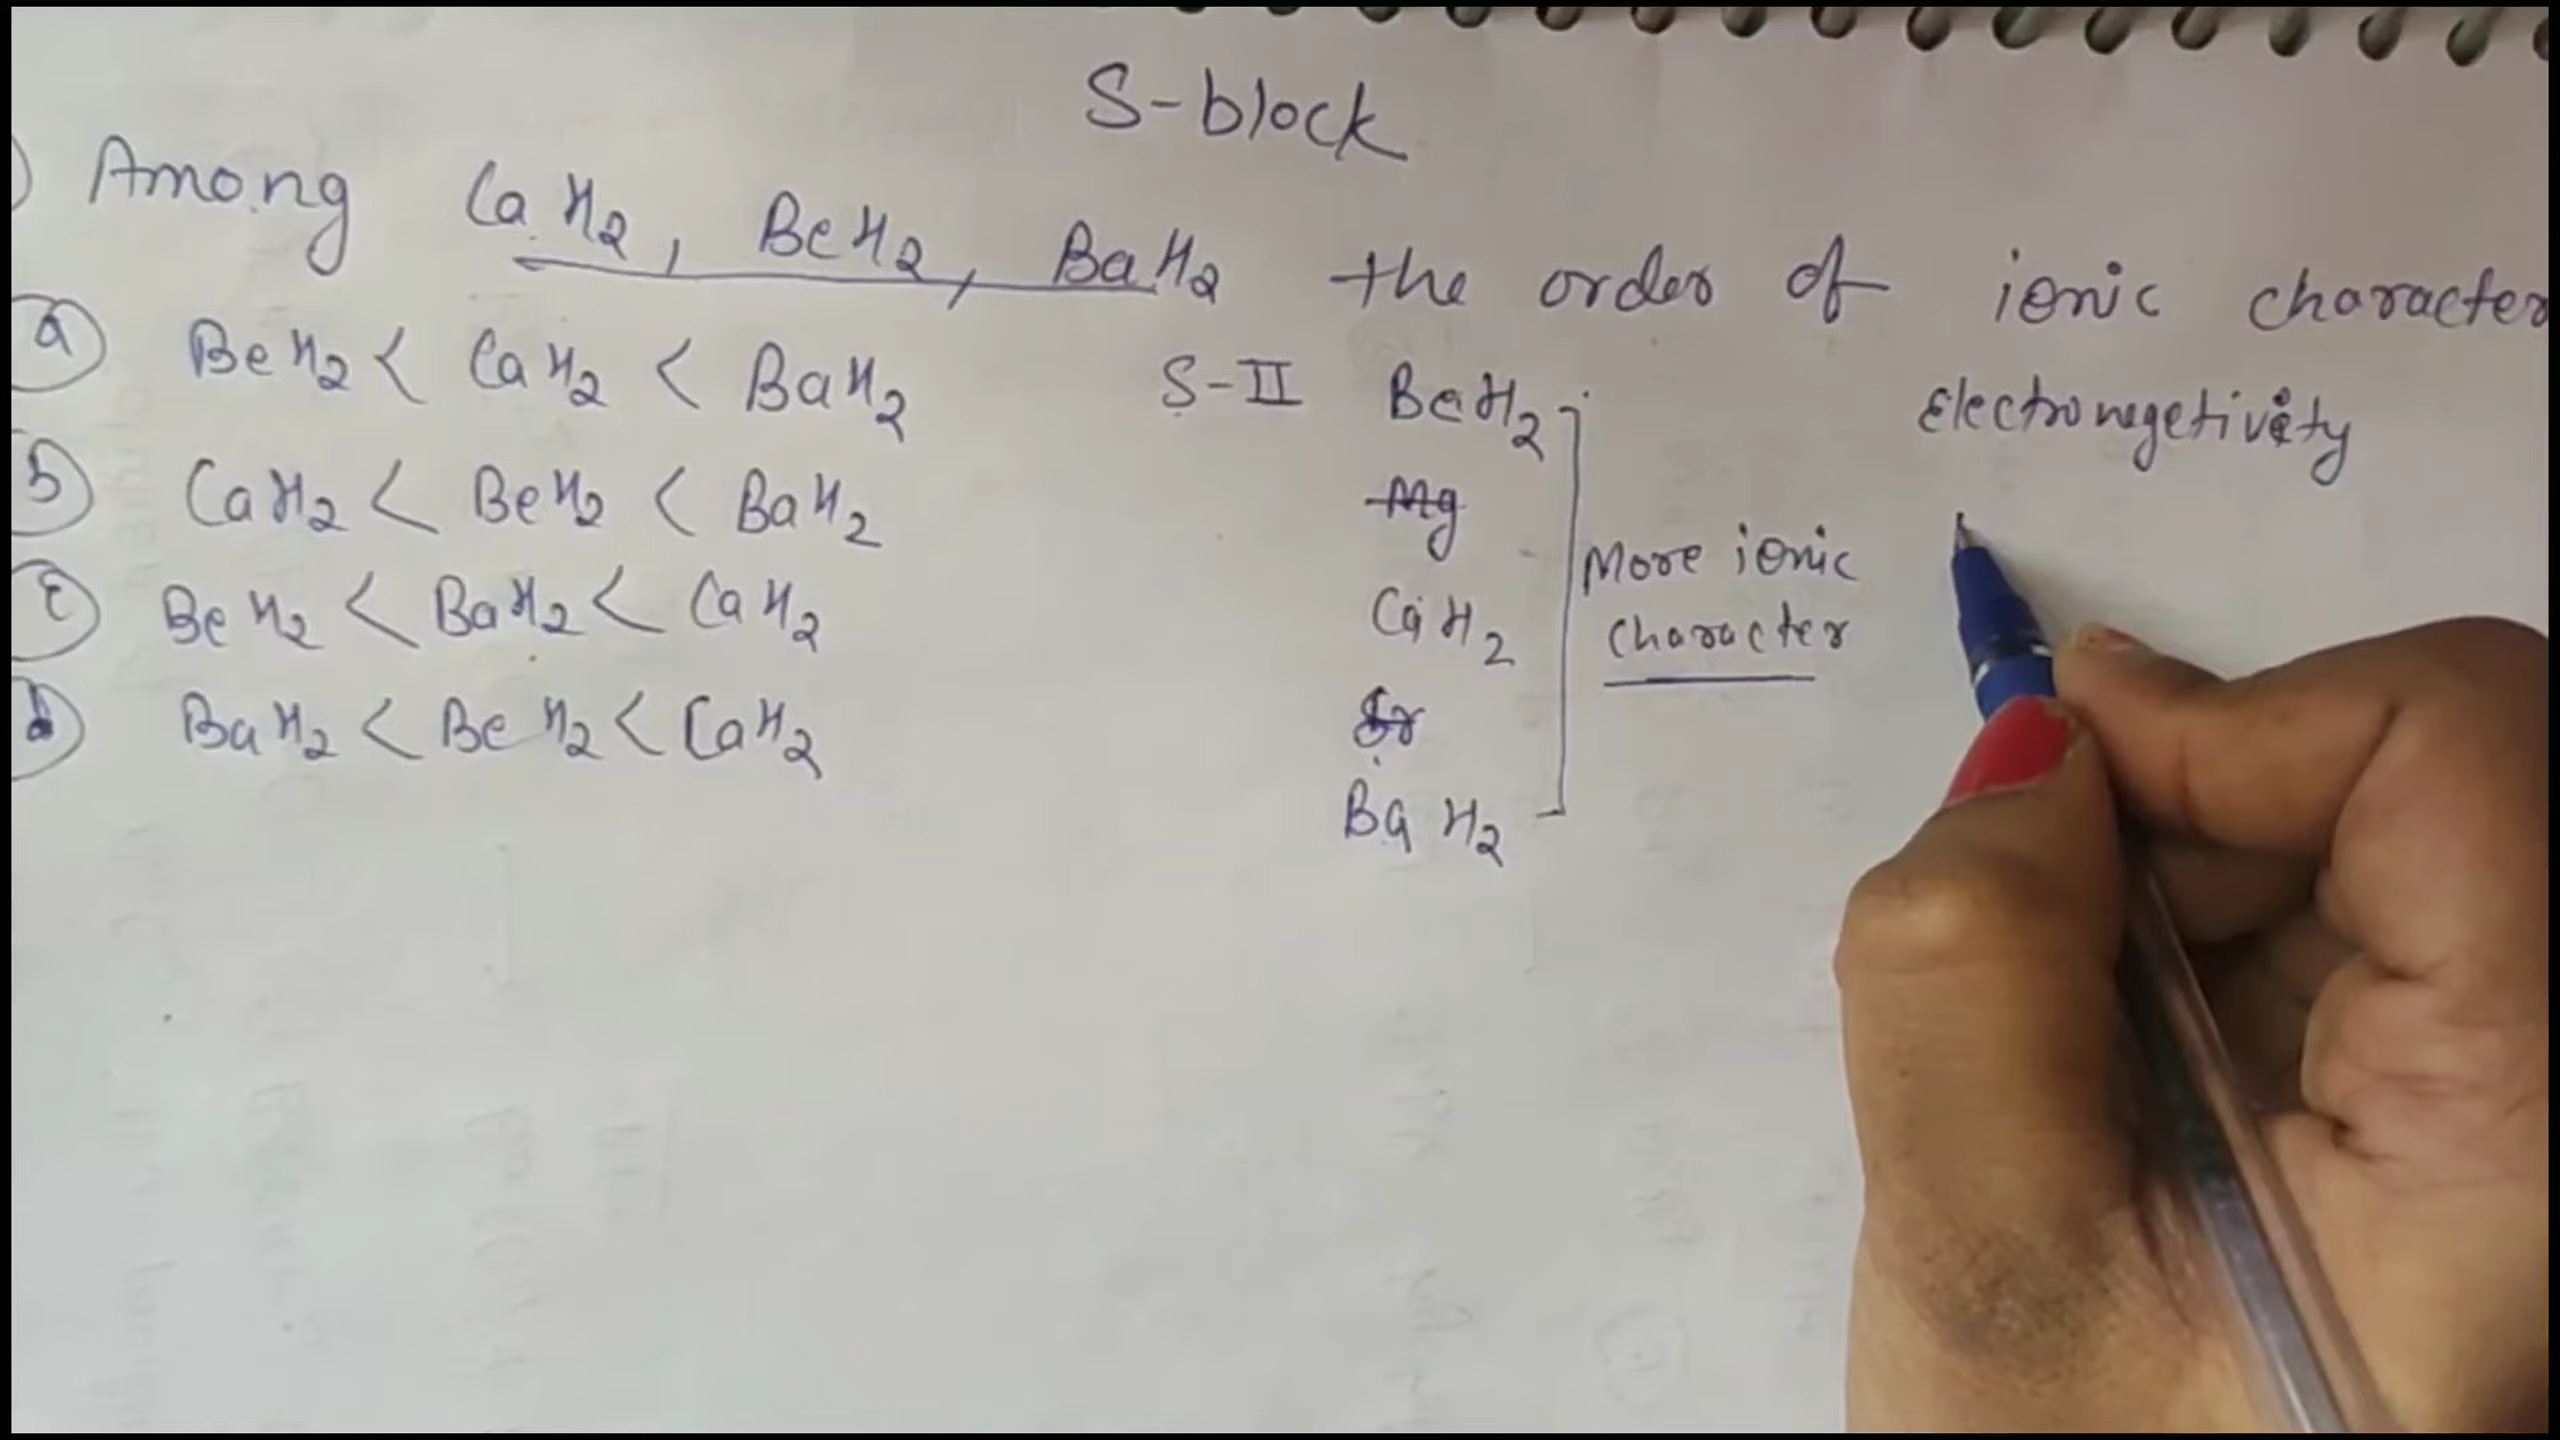 S-block
Among CaH2, BeH2, BaH2 the order of ionic character
a BeH2 < CaH2 < BaH2
b CaH2 < BeH2 < BaH2
c BeH2 < BaH2 < CaH2
d BaH2 < BeH2 < CaH2
S-II BeH2
Mg
CaH2
Sr
BaH2
More ionic
character
Electronegetivity